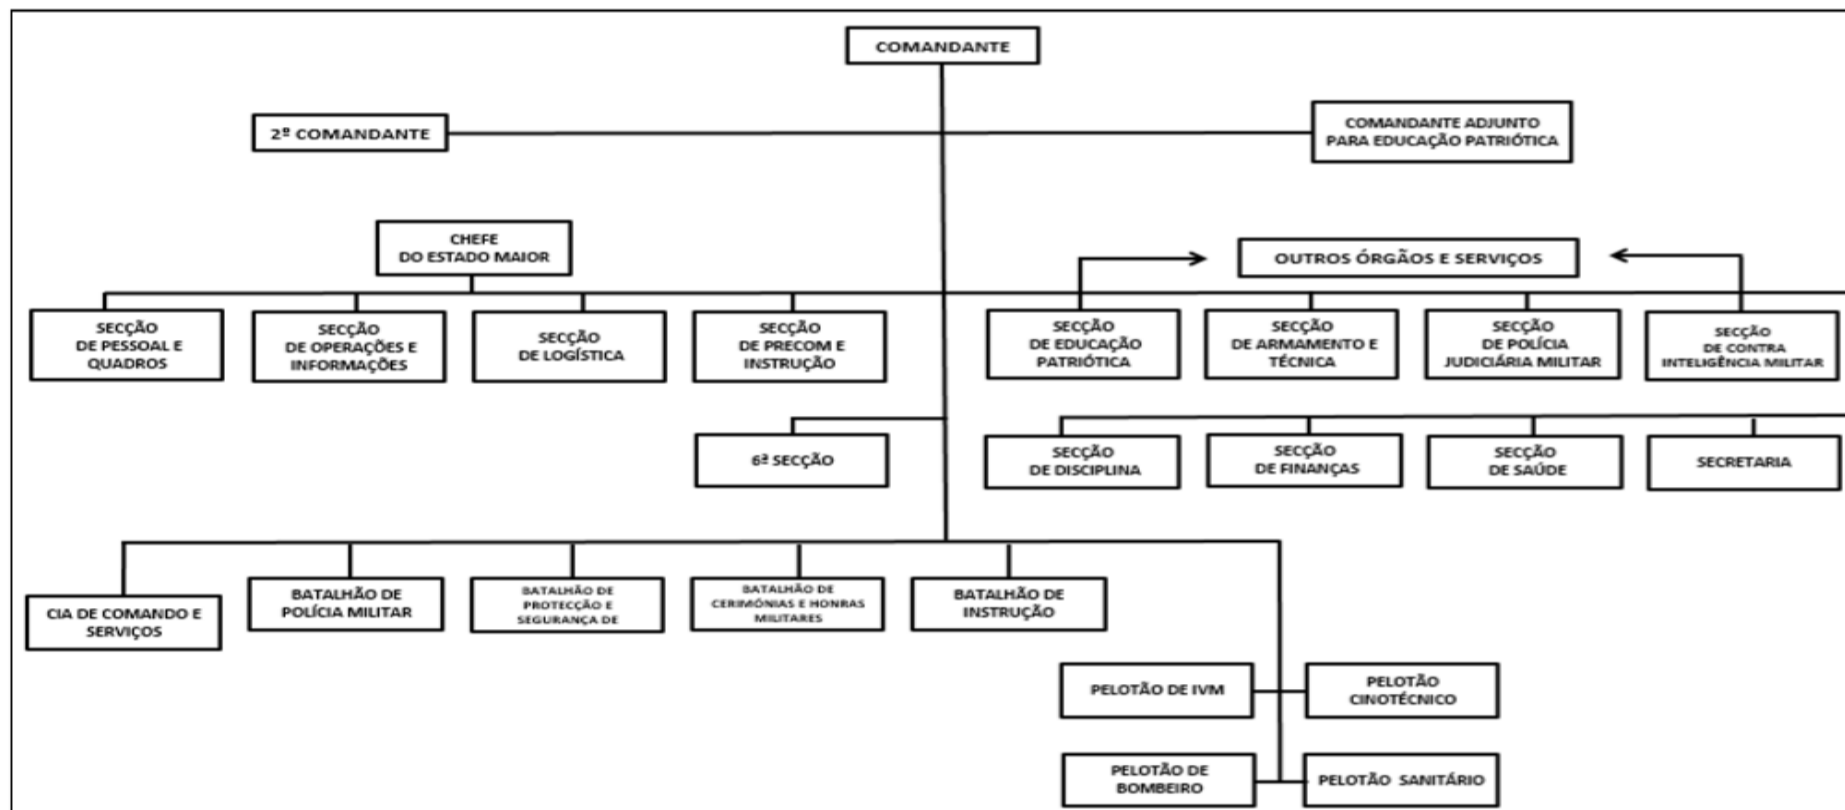 COMANDANTE
2º COMANDANTE
COMANDANTE ADJUNTO
PARA EDUCAÇÃO PATRIÓTICA
CHEFE
DO ESTADO MAIOR
OUTROS ÓRGÃOS E SERVIÇOS
SECÇÃO
DE PESSOAL E
QUADROS
SECÇÃO
DE OPERAÇÕES E
INFORMAÇÕES
SECÇÃO
DE LOGÍSTICA
SECÇÃO
DE PRECOM E
INSTRUÇÃO
SECÇÃO
DE EDUCAÇÃO
PATRIÓTICA
SECÇÃO
DE ARMAMENTO E
TÉCNICA
SECÇÃO
DE POLÍCIA
JUDICIÁRIA MILITAR
SECÇÃO
DE CONTRA
INTELIGÊNCIA MILITAR
6ª SECÇÃO
SECÇÃO
DE DISCIPLINA
SECÇÃO
DE FINANÇAS
SECÇÃO
DE SAÚDE
SECRETARIA
CIA DE COMANDO E
SERVIÇOS
BATALHÃO DE
POLÍCIA MILITAR
BATALHÃO DE
PROTECÇÃO E
SEGURANÇA DE
BATALHÃO DE
CERIMÓNIAS E HONRAS
MILITARES
BATALHÃO DE
INSTRUÇÃO
PELOTÃO DE IVM
PELOTÃO
CINOTÉCNICO
PELOTÃO DE
BOMBEIRO
PELOTÃO SANITÁRIO